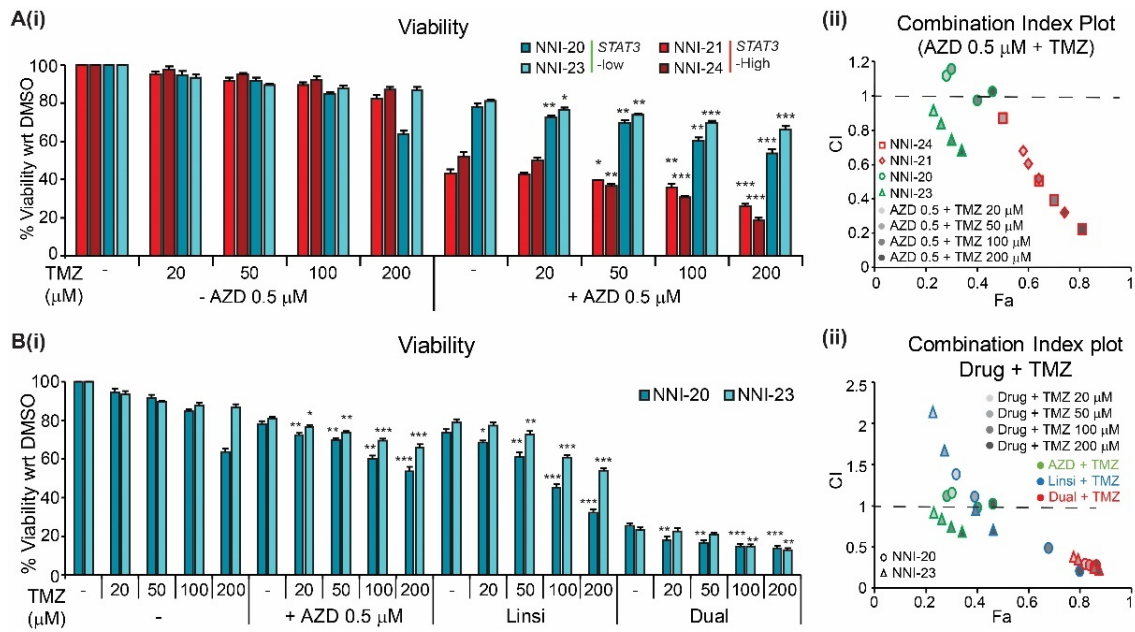 A(i)
Viability
NNI-20 STAT3 NNI-21 STAT3
NNI-23 -low NNI-24 -High
% Viability wrt DMSO
100
80
60
40
20
0
* ** ** ** *** ** *** ** *** *** *** *** ***
TMZ - 20 50 100 200 - 20 50 100 200
(µM) - AZD 0.5 µM + AZD 0.5 µM
(ii)
Combination Index Plot
(AZD 0.5 µM + TMZ)
CI
1.2
1
0.8
0.6
0.4
0.2
0
NNI-24
NNI-21
NNI-20
NNI-23
AZD 0.5 + TMZ 20 µM
AZD 0.5 + TMZ 50 µM
AZD 0.5 + TMZ 100 µM
AZD 0.5 + TMZ 200 µM
0 0.2 0.4 0.6 0.8 1
Fa
B(i)
Viability
NNI-20 NNI-23
% Viability wrt DMSO
100
80
60
40
20
0
** * ** ** ** *** *** *** * ** ** *** *** *** *** ** ** *** ** *** **
TMZ - 20 50 100 200 - 20 50 100 200 - 20 50 100 200 - 20 50 100 200
(µM) - + AZD 0.5 µM Linsi Dual
(ii)
Combination Index plot
Drug + TMZ
CI
2.5
2
1.5
1
0.5
0
Drug + TMZ 20 µM
Drug + TMZ 50 µM
Drug + TMZ 100 µM
Drug + TMZ 200 µM
AZD + TMZ
Linsi + TMZ
Dual + TMZ
NNI-20
NNI-23
0 0.2 0.4 0.6 0.8 1
Fa